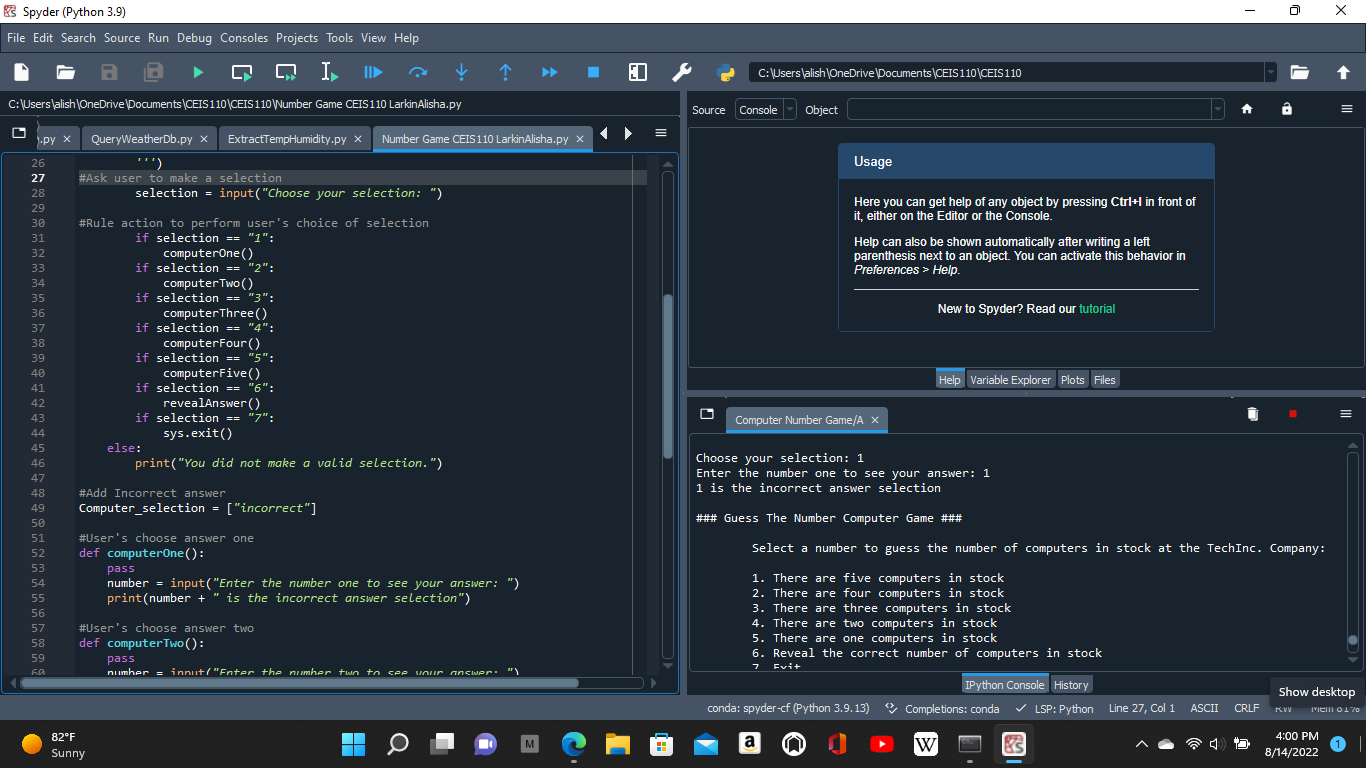 Spyder (Python 3.9)
File Edit Search Source Run Debug Consoles Projects Tools View Help
C:\Users\alish\OneDrive\Documents\CEIS110\CEIS110
C:\Users\alish\OneDrive\Documents\CEIS110\CEIS110\Number Game CEIS110 LarkinAlisha.py
.py QueryWeatherDb.py ExtractTempHumidity.py Number Game CEIS110 LarkinAlisha.py
26 ''')
27 #Ask user to make a selection
28 selection = input("Choose your selection: ")
29
30 #Rule action to perform user's choice of selection
31 if selection == "1":
32 computerOne()
33 if selection == "2":
34 computerTwo()
35 if selection == "3":
36 computerThree()
37 if selection == "4":
38 computerFour()
39 if selection == "5":
40 computerFive()
41 if selection == "6":
42 revealAnswer()
43 if selection == "7":
44 sys.exit()
45 else:
46 print("You did not make a valid selection.")
47
48 #Add Incorrect answer
49 Computer_selection = ["incorrect"]
50
51 #User's choose answer one
52 def computerOne():
53 pass
54 number = input("Enter the number one to see your answer: ")
55 print(number + " is the incorrect answer selection")
56
57 #User's choose answer two
58 def computerTwo():
59 pass
60 number = input("Enter the number two to see your answer: ")
Source Console Object
Usage
Here you can get help of any object by pressing Ctrl+I in front of
it, either on the Editor or the Console.
Help can also be shown automatically after writing a left
parenthesis next to an object. You can activate this behavior in
Preferences > Help.
New to Spyder? Read our tutorial
Help Variable Explorer Plots Files
Computer Number Game/A
Choose your selection: 1
Enter the number one to see your answer: 1
1 is the incorrect answer selection
### Guess The Number Computer Game ###
Select a number to guess the number of computers in stock at the TechInc. Company:
1. There are five computers in stock
2. There are four computers in stock
3. There are three computers in stock
4. There are two computers in stock
5. There are one computers in stock
6. Reveal the correct number of computers in stock
7. Exit
IPython Console History
Show desktop
conda: spyder-cf (Python 3.9.13) Completions: conda LSP: Python Line 27, Col 1 ASCII CRLF RW Mem 81%
82°F
Sunny
M
a
W
4:00 PM
8/14/2022
1